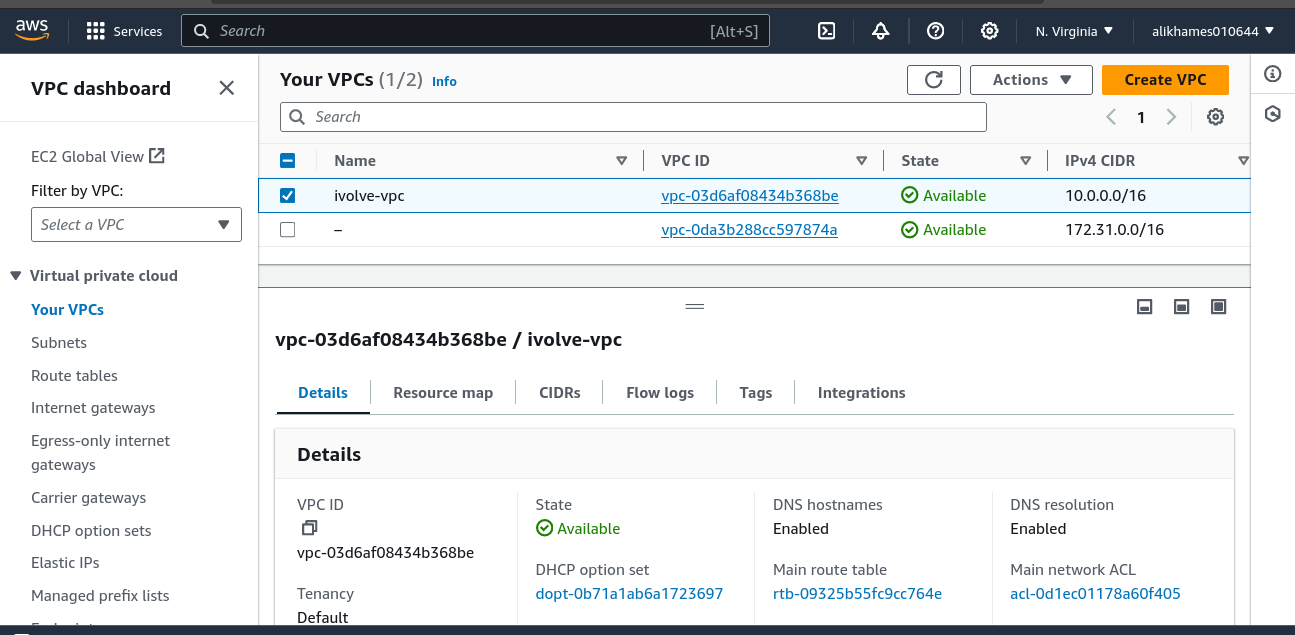 aws
Services
Search [Alt+S]
N. Virginia
alikhames010644
VPC dashboard
EC2 Global View
Filter by VPC:
Select a VPC
Virtual private cloud
Your VPCs
Subnets
Route tables
Internet gateways
Egress-only internet
gateways
Carrier gateways
DHCP option sets
Elastic IPs
Managed prefix lists
Your VPCs (1/2) Info
Actions
Create VPC
Search
1
Name VPC ID State IPv4 CIDR
ivolve-vpc vpc-03d6af08434b368be Available 10.0.0.0/16
– vpc-0da3b288cc597874a Available 172.31.0.0/16
vpc-03d6af08434b368be / ivolve-vpc
Details Resource map CIDRs Flow logs Tags Integrations
Details
VPC ID
vpc-03d6af08434b368be
State
Available
DNS hostnames
Enabled
DNS resolution
Enabled
Tenancy
Default
DHCP option set
dopt-0b71a1ab6a1723697
Main route table
rtb-09325b55fc9cc764e
Main network ACL
acl-0d1ec01178a60f405